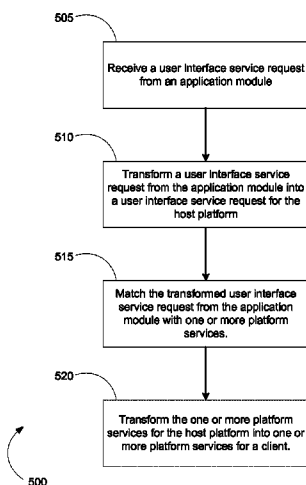 505
Receive a user interface service request
from an application module
510
Transform a user interface service
request from the application module into
a user interface service request for the
host platform
515
Match the transformed user interface
service request from the application
module with one or more platform
services.
520
Transform the one or more platform
services for the host platform into one or
more platform services for a client.
500